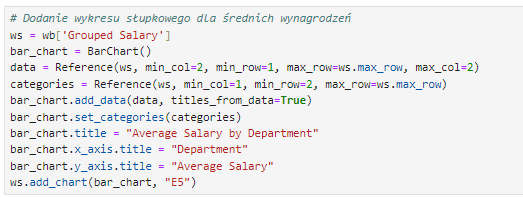 # Dodanie wykresu słupkowego dla średnich wynagrodzeń
ws = wb['Grouped Salary']
bar_chart = BarChart()
data = Reference(ws, min_col=2, min_row=1, max_row=ws.max_row, max_col=2)
categories = Reference(ws, min_col=1, min_row=2, max_row=ws.max_row)
bar_chart.add_data(data, titles_from_data=True)
bar_chart.set_categories(categories)
bar_chart.title = "Average Salary by Department"
bar_chart.x_axis.title = "Department"
bar_chart.y_axis.title = "Average Salary"
ws.add_chart(bar_chart, "E5")